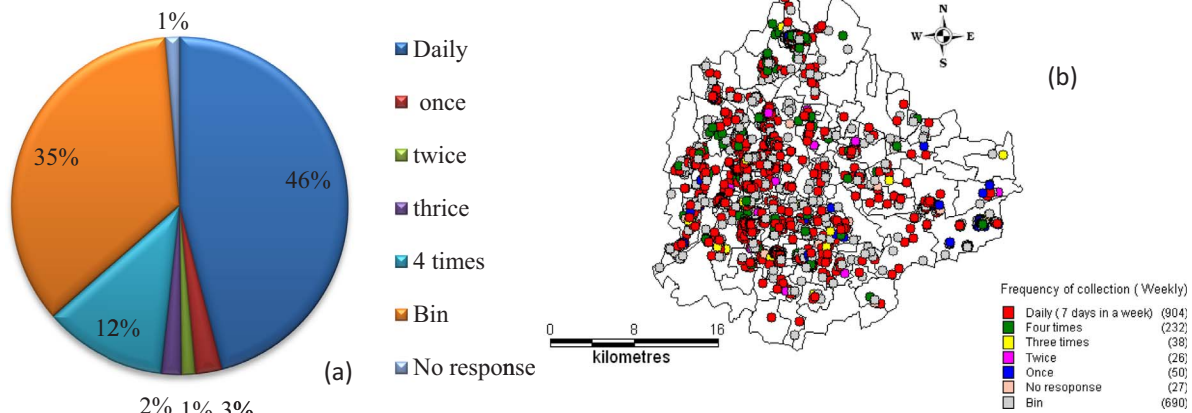 1%
35%
46%
12%
2% 1% 3%
(a)
Daily
once
twice
thrice
4 times
Bin
No response
N
W E
S
(b)
0 8 16
kilometres
Frequency of collection ( Weekly)
Daily ( 7 days in a week) (904)
Four times (232)
Three times (38)
Twice (26)
Once (50)
No resoponse (27)
Bin (690)